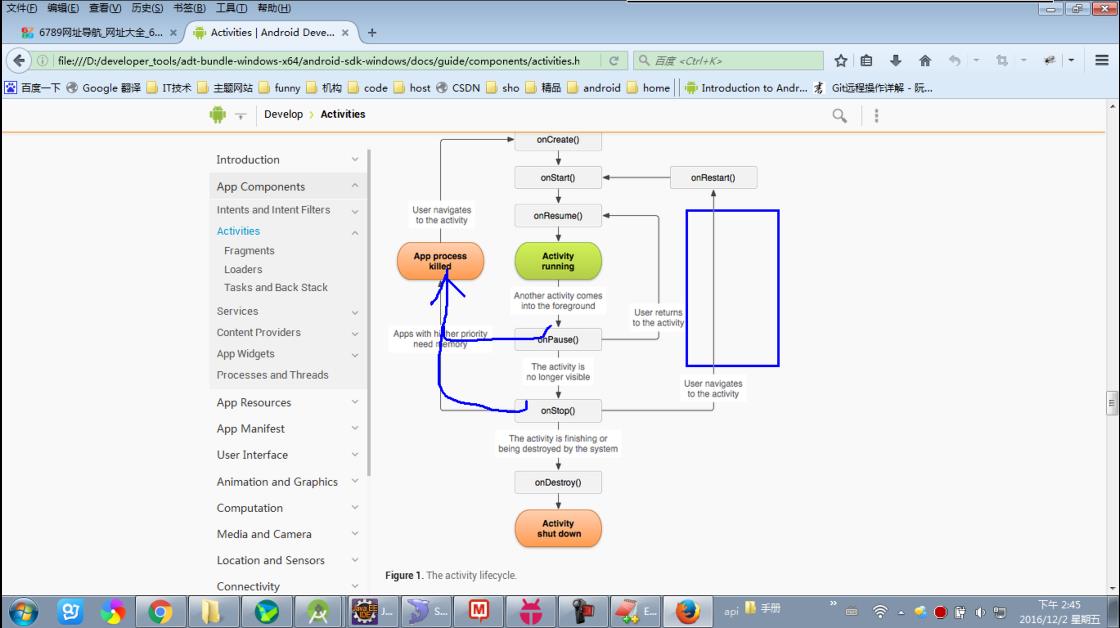 文件(F) 编辑(E) 查看(V) 历史(S) 书签(B) 工具(T) 帮助(H)
6789网址导航_网址大全_6... × Activities | Android Deve... × +
file:///D:/developer_tools/adt-bundle-windows-x64/android-sdk-windows/docs/guide/components/activities.h
百度 <Ctrl+K>
百度一下 Google 翻译 IT技术 主题网站 funny 机构 code host CSDN sho 精品 android home Introduction to Andr... Git远程操作详解 - 阮...
Develop > Activities
Introduction
App Components
Intents and Intent Filters
Activities
Fragments
Loaders
Tasks and Back Stack
Services
Content Providers
App Widgets
Processes and Threads
App Resources
App Manifest
User Interface
Animation and Graphics
Computation
Media and Camera
Location and Sensors
Connectivity
onCreate()
onStart()
onRestart()
User navigates
to the activity
onResume()
App process
killed
Activity
running
Another activity comes
into the foreground
User returns
to the activity
Apps with higher priority
need memory
onPause()
The activity is
no longer visible
User navigates
to the activity
onStop()
The activity is finishing or
being destroyed by the system
onDestroy()
Activity
shut down
Figure 1. The activity lifecycle.
J...
S...
E...
api 手册 »
下午 2:45
2016/12/2 星期五